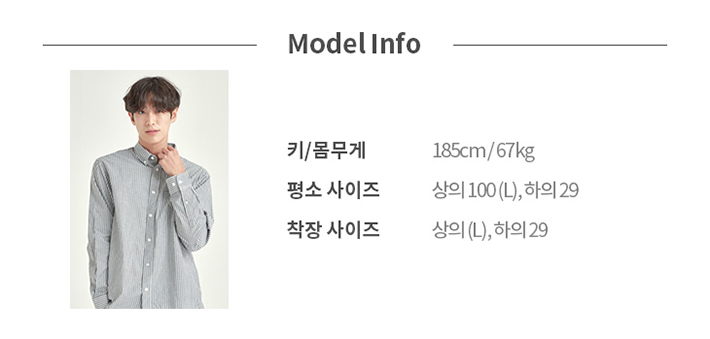 Model Info
키/몸무게 185cm / 67kg
평소 사이즈 상의 100 (L), 하의 29
착장 사이즈 상의 (L), 하의 29